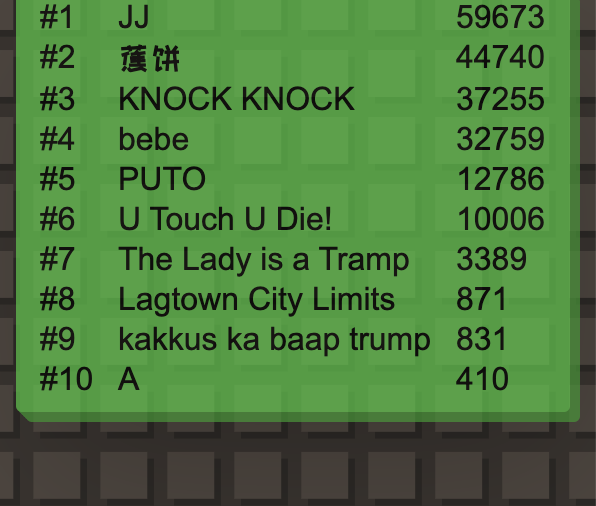 #1 JJ 59673
#2 薑饼 44740
#3 KNOCK KNOCK 37255
#4 bebe 32759
#5 PUTO 12786
#6 U Touch U Die! 10006
#7 The Lady is a Tramp 3389
#8 Lagtown City Limits 871
#9 kakkus ka baap trump 831
#10 A 410